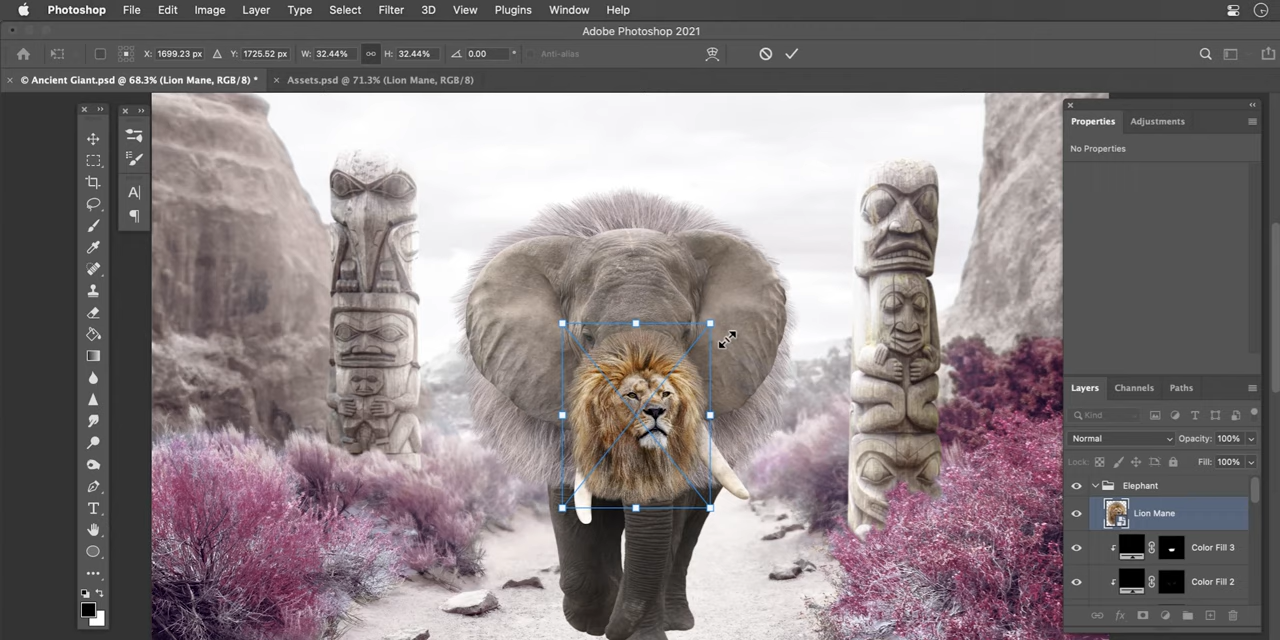 Photoshop File Edit Image Layer Type Select Filter 3D View Plugins Window Help
Adobe Photoshop 2021
X: 1699.23 px Y: 1725.52 px W: 32.44% H: 32.44% 0.00 ° Anti-alias
© Ancient Giant.psd @ 68.3% (Lion Mane, RGB/8) * Assets.psd @ 71.3% (Lion Mane, RGB/8)
Properties Adjustments
No Properties
Layers Channels Paths
Kind
Normal Opacity: 100%
Lock: Fill: 100%
Elephant
Lion Mane
Color Fill 3
Color Fill 2